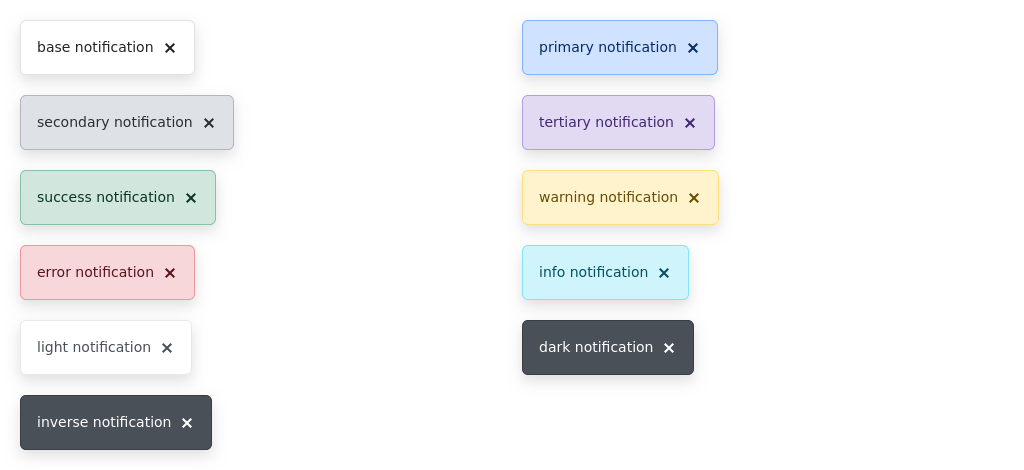 base notification ×
primary notification ×
secondary notification ×
tertiary notification ×
success notification ×
warning notification ×
error notification ×
info notification ×
light notification ×
dark notification ×
inverse notification ×